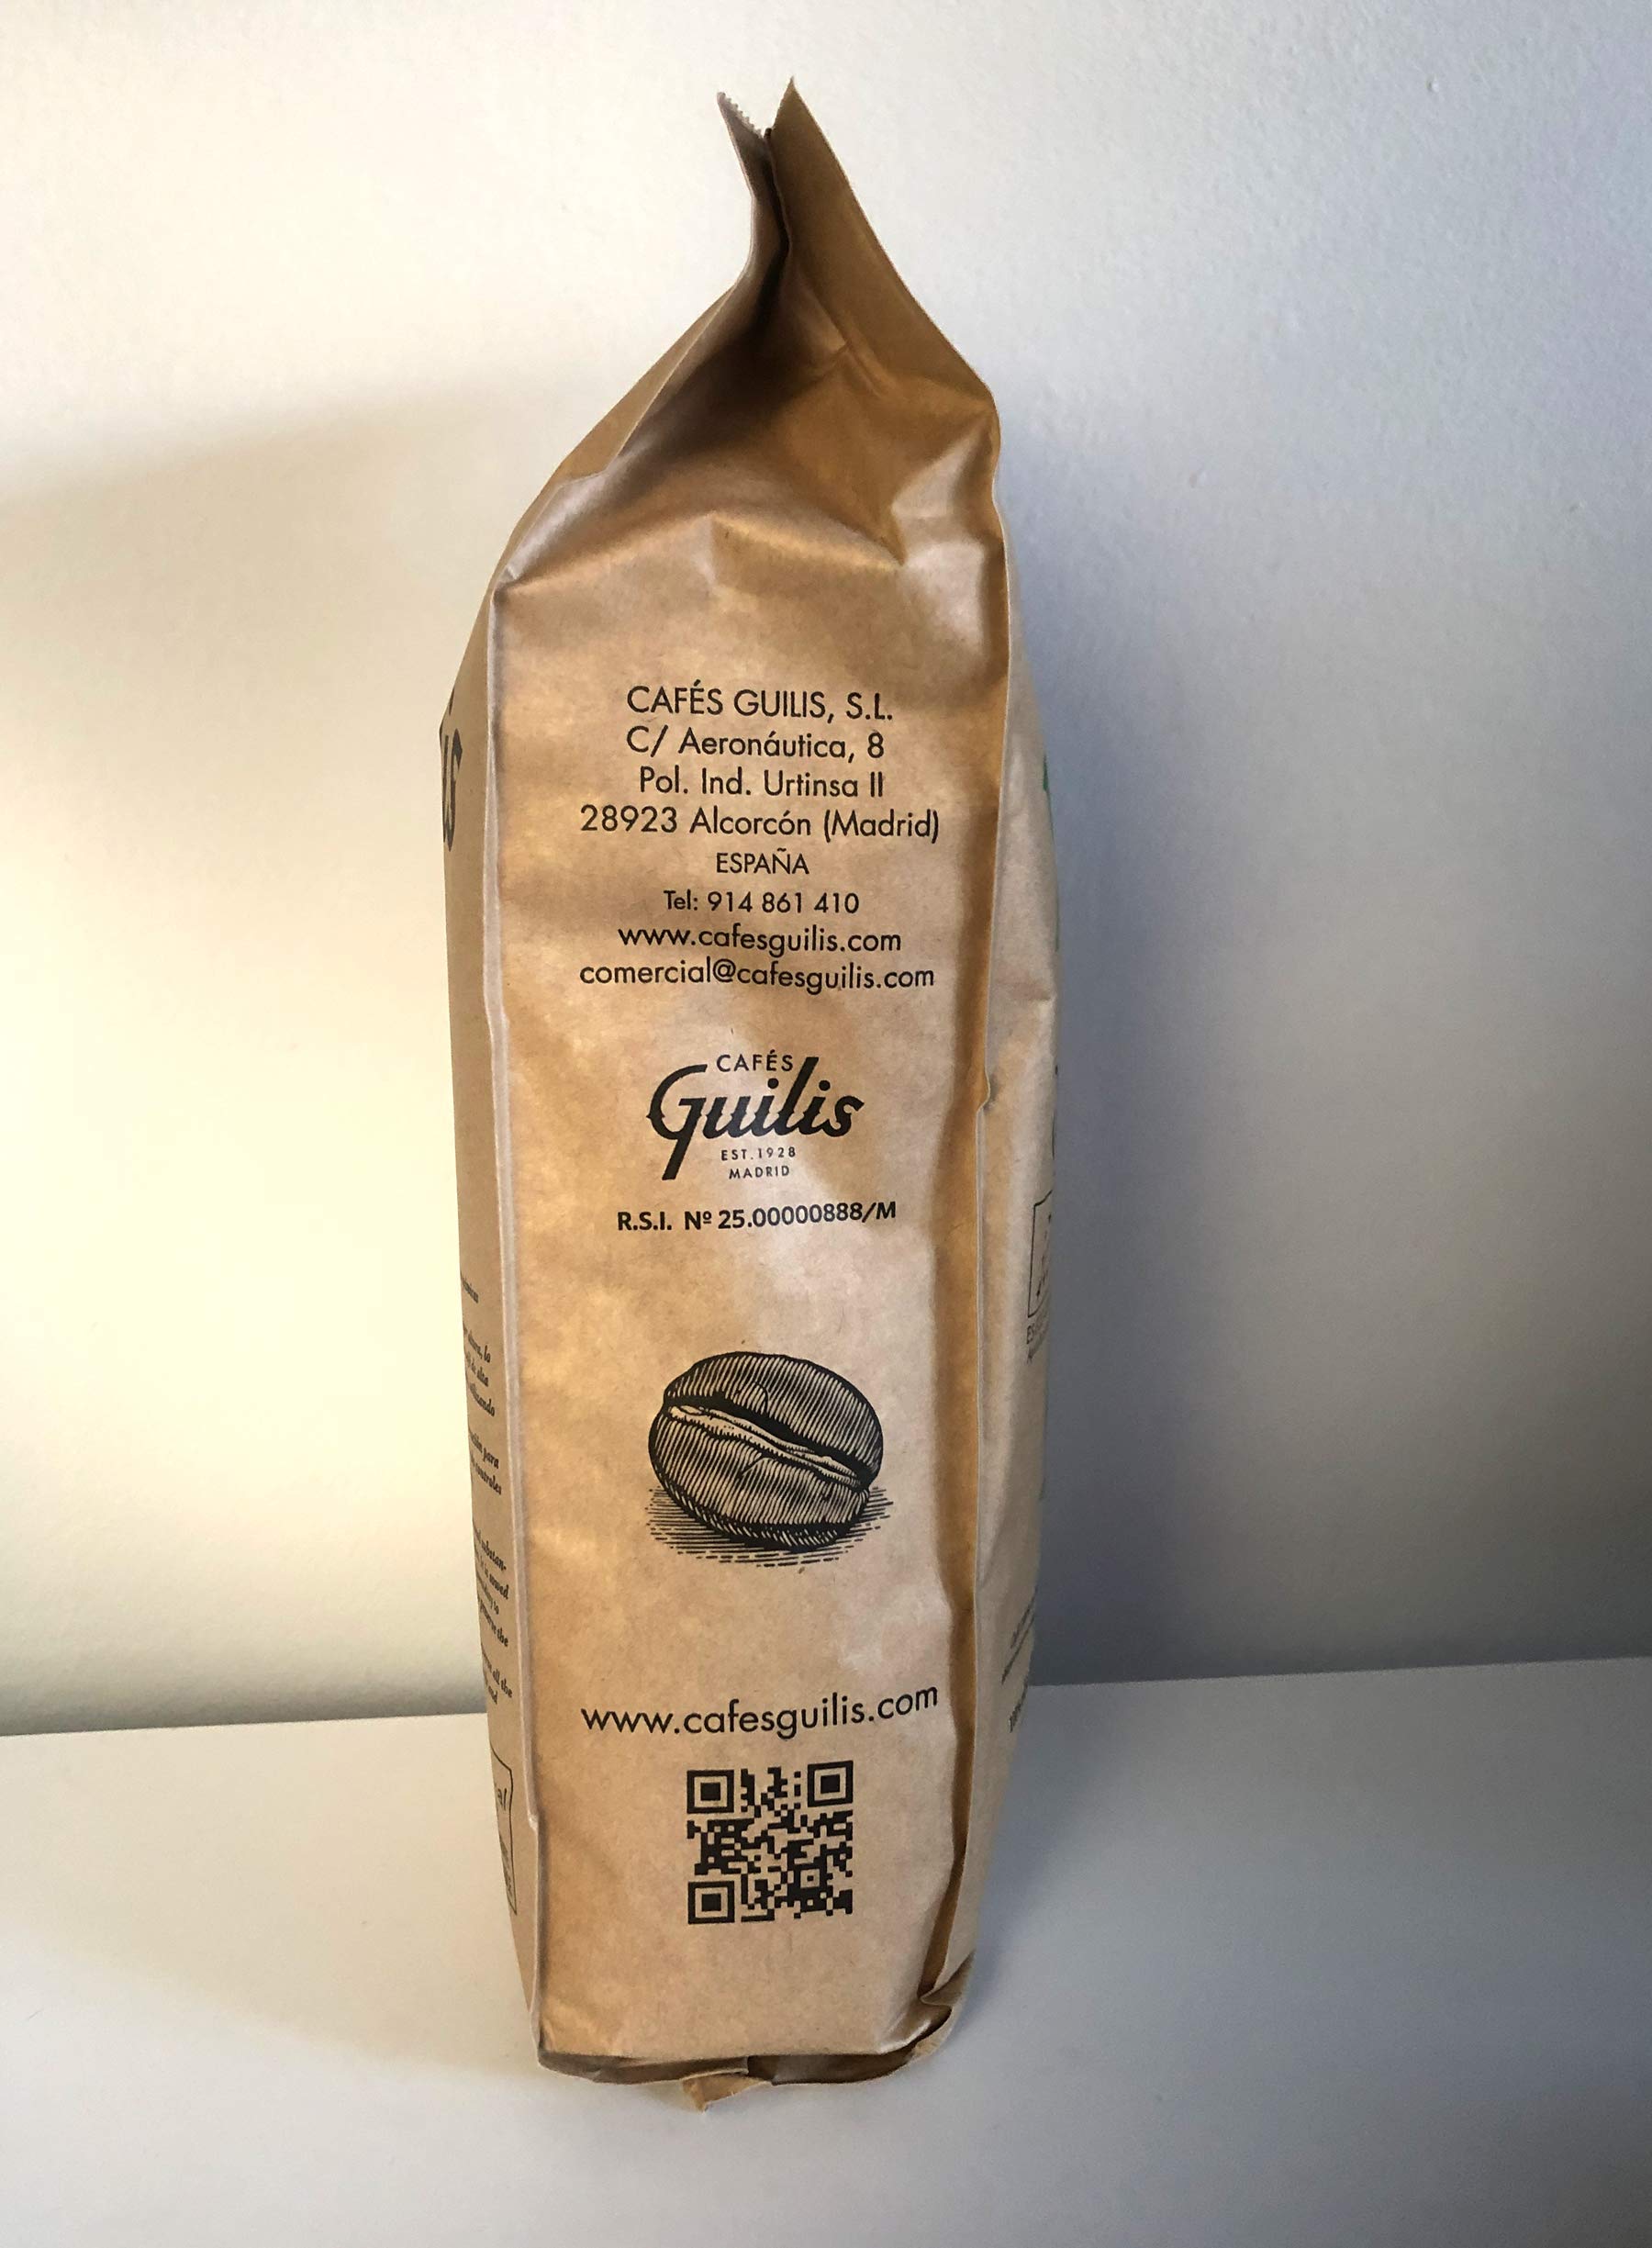 CAFÉS GUILIS, S.L.
C/ Aeronáutica, 8
Pol. Ind. Urtinsa II
28923 Alcorcón (Madrid)
ESPAÑA
Tel: 914 861 410
www.cafesguilis.com
comercial@cafesguilis.com
CAFÉS
Guilis
EST.1928
MADRID
R.S.I. Nº 25.00000888/M
www.cafesguilis.com